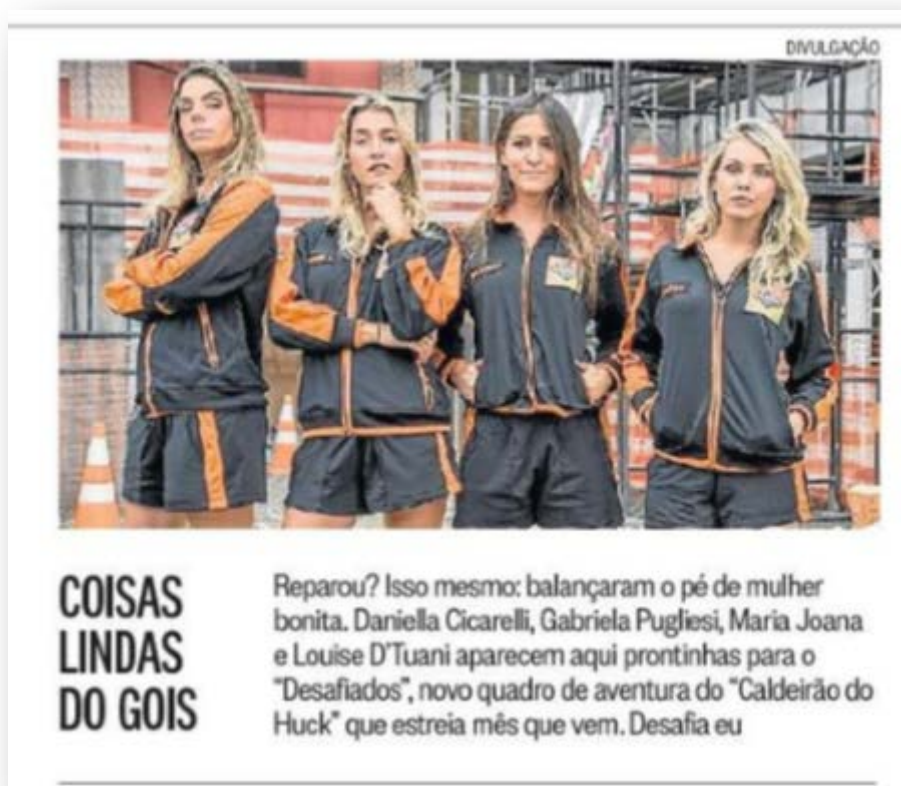 DIVULGAÇÃO
COISAS
LINDAS
DO GOIS
Reparou? Isso mesmo: balançaram o pé de mulher
bonita. Daniella Cicarelli, Gabriela Pugliesi, Maria Joana
e Louise D’Tuani aparecem aqui prontinhas para o
“Desafiados”, novo quadro de aventura do “Caldeirão do
Huck” que estreia mês que vem. Desafia eu